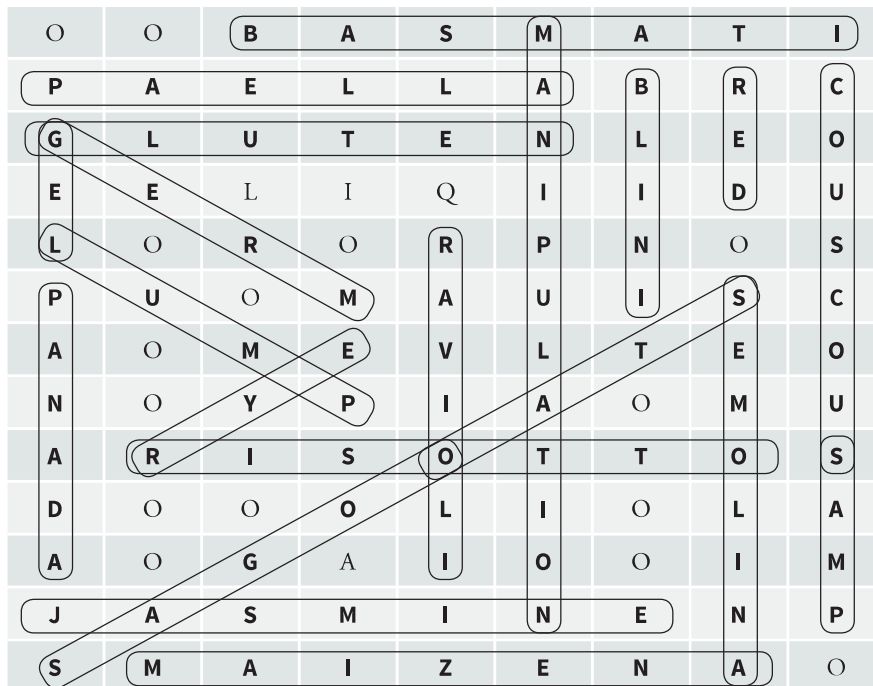 O O B A S M A T I
P A E L L A B R C
G L U T E N L E O
E E L I Q I I D U
L O R O R P N O S
P U O M A U I S C
A O M E V L T E O
N O Y P I A O M U
A R I S O T T O S
D O O O L I O L A
A O G A I O O I M
J A S M I N E N P
S M A I Z E N A O